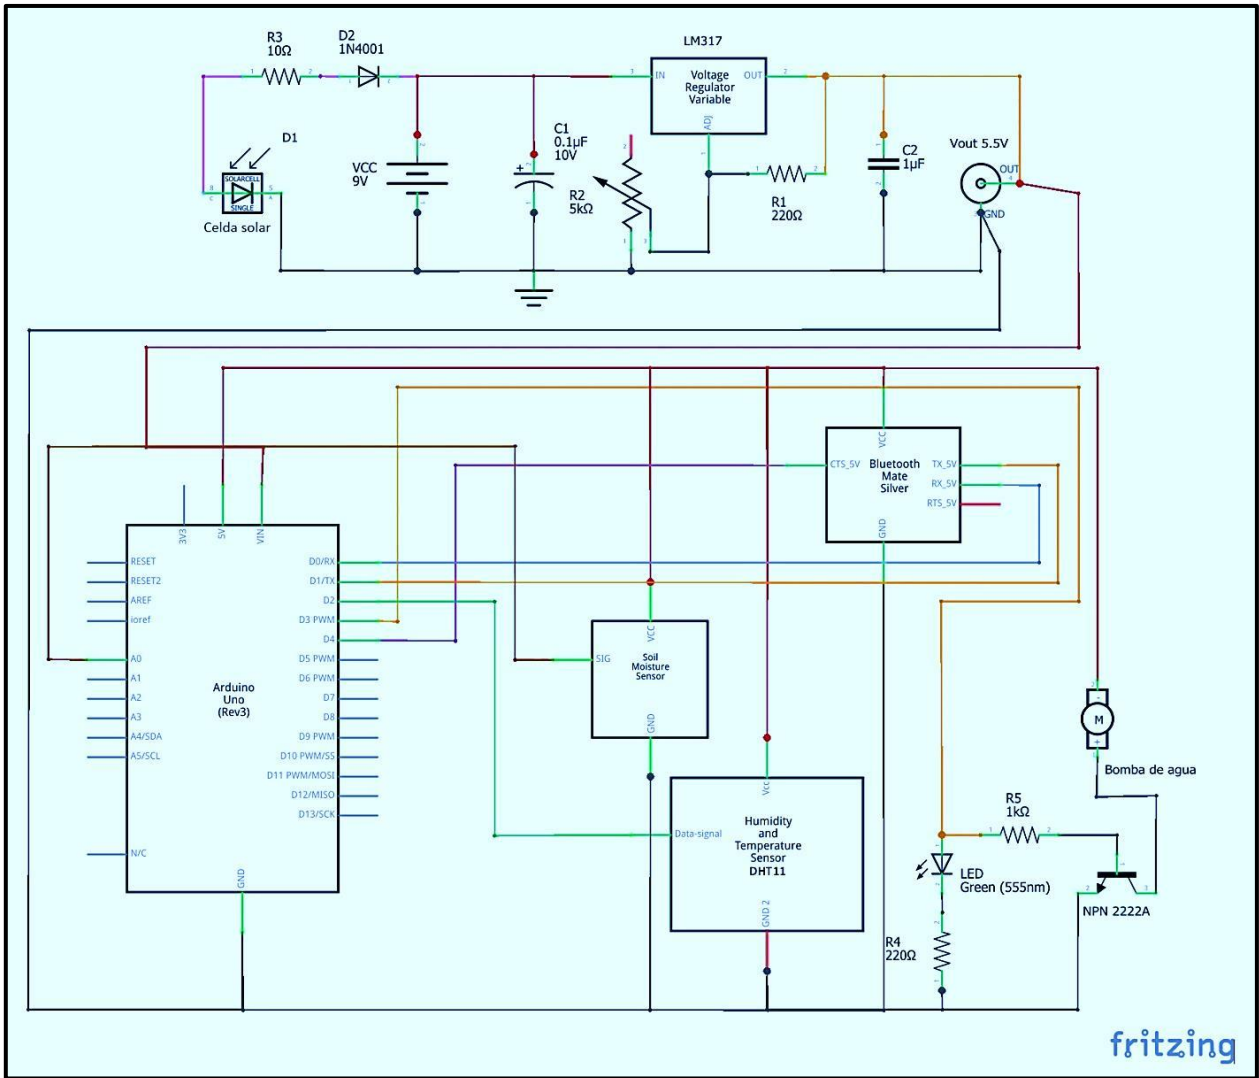 R3
10Ω
D2
1N4001
LM317
IN
Voltage
Regulator
Variable
OUT
ADJ
D1
SOLARCELL
SINGLE
Celda solar
VCC
9V
C1
0.1µF
10V
R2
5kΩ
R1
220Ω
C2
1µF
Vout 5.5V
OUT
GND
3V3
5V
VIN
RESET
RESET2
AREF
ioref
A0
A1
A2
A3
A4/SDA
A5/SCL
N/C
Arduino
Uno
(Rev3)
D0/RX
D1/TX
D2
D3 PWM
D4
D5 PWM
D6 PWM
D7
D8
D9 PWM
D10 PWM/SS
D11 PWM/MOSI
D12/MISO
D13/SCK
GND
VCC
CTS_5V
Bluetooth
Mate
Silver
TX_5V
RX_5V
RTS_5V
GND
VCC
SIG
Soil
Moisture
Sensor
GND
Vcc
Data-signal
Humidity
and
Temperature
Sensor
DHT11
GND 2
M
Bomba de agua
R5
1kΩ
LED
Green (555nm)
NPN 2222A
R4
220Ω
fritzing